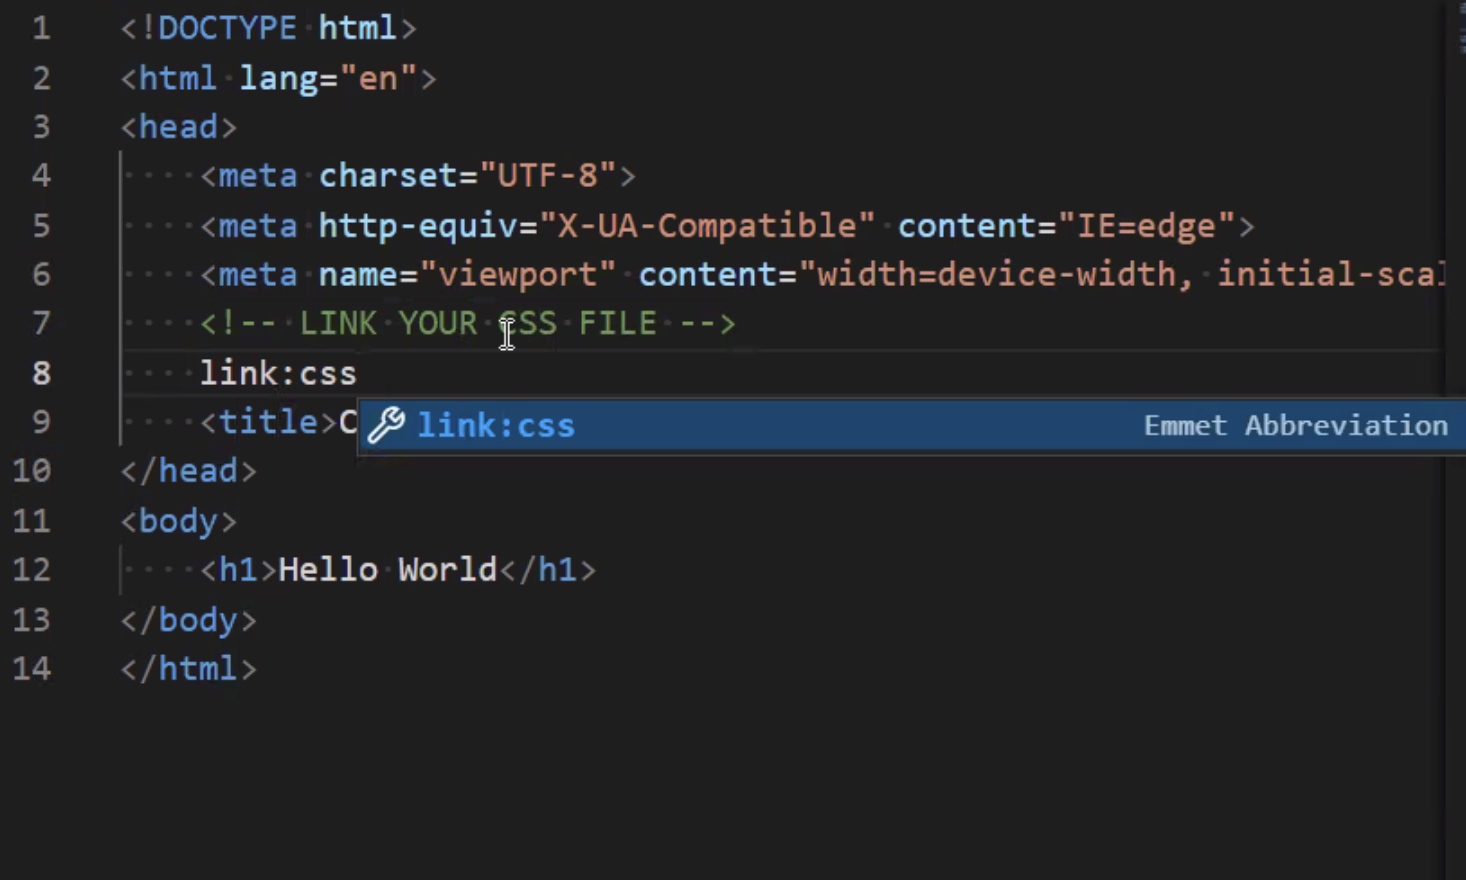 1 <!DOCTYPE html>
2 <html lang="en">
3 <head>
4 <meta charset="UTF-8">
5 <meta http-equiv="X-UA-Compatible" content="IE=edge">
6 <meta name="viewport" content="width=device-width, initial-scal
7 <!-- LINK YOUR CSS FILE -->
8 link:css
9 <title>C
link:css Emmet Abbreviation
10 </head>
11 <body>
12 <h1>Hello World</h1>
13 </body>
14 </html>